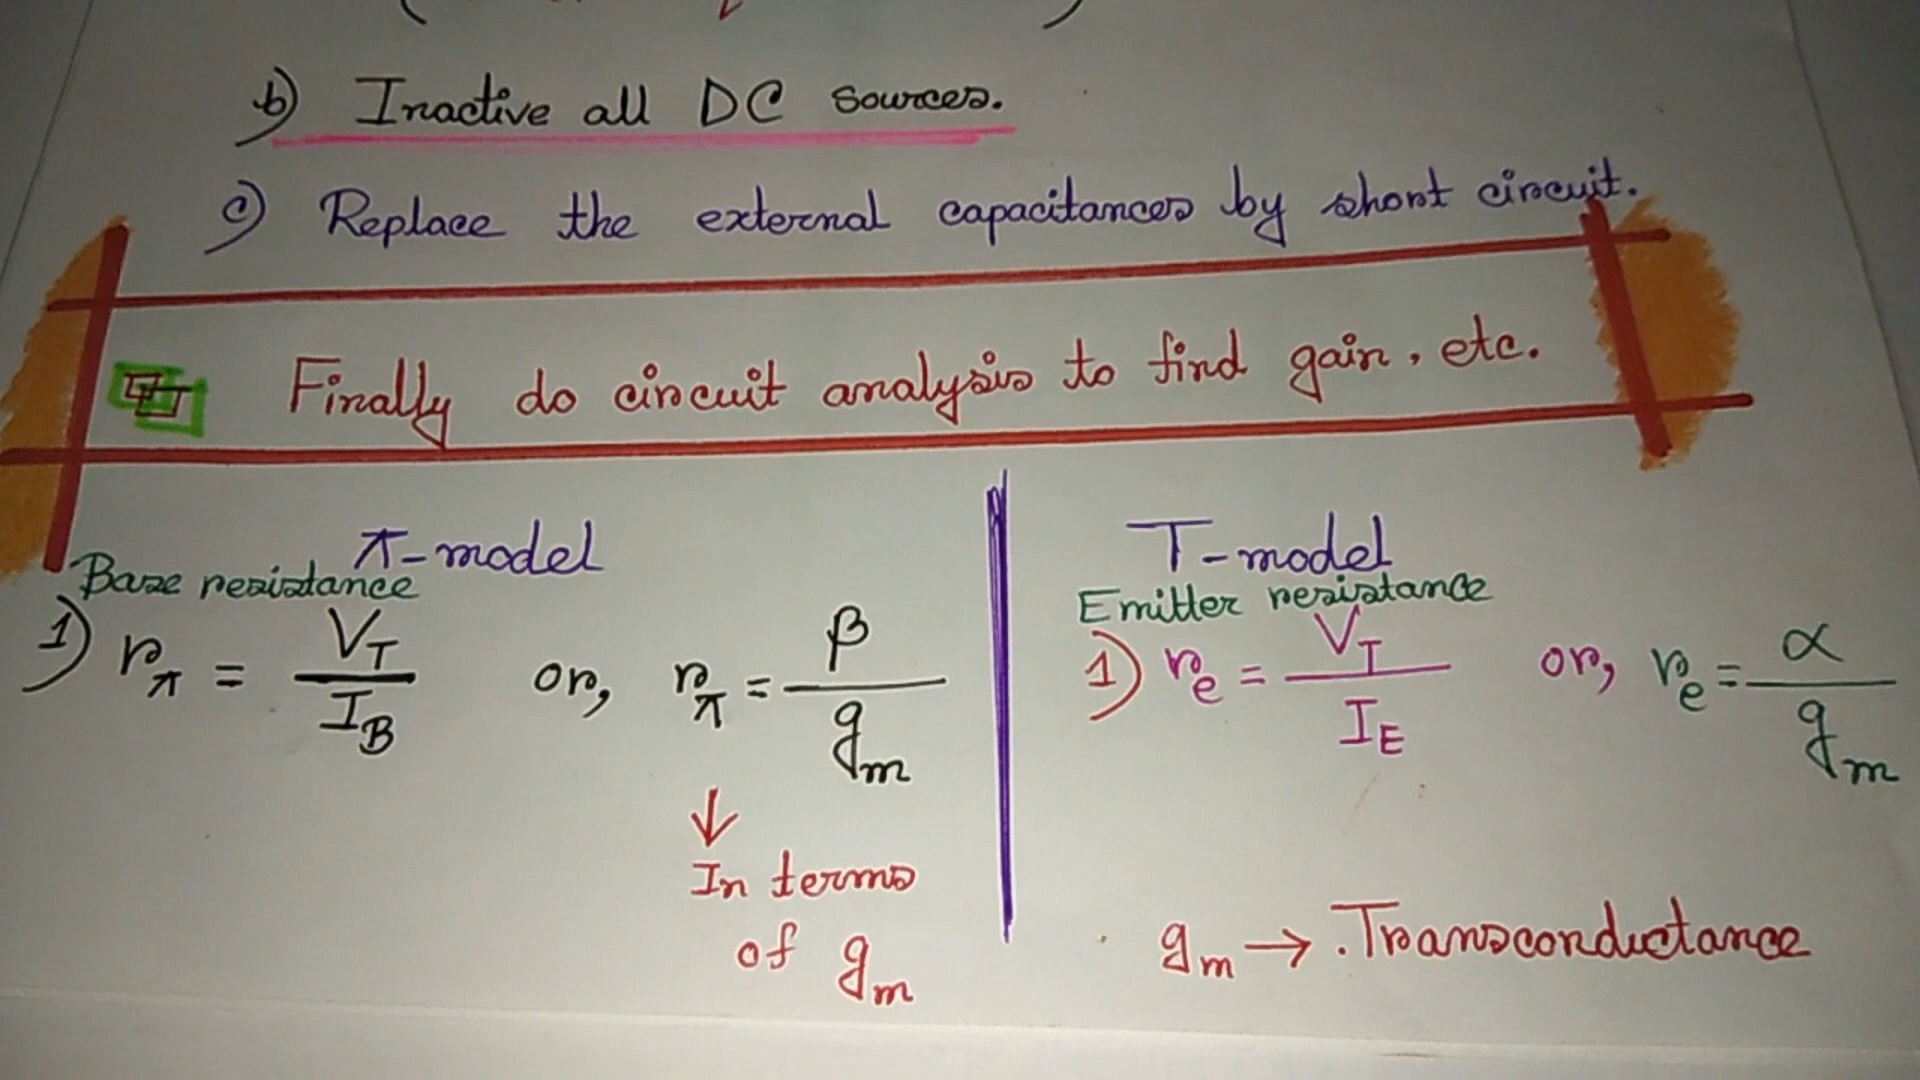 b) Inactive all DC sources.
c) Replace the external capacitances by short circuit.
Finally do circuit analysis to find gain, etc.
π-model
Base resistance
1) rπ = VT / IB or, rπ = β / gm
↓
In terms
of gm
T-model
Emitter resistance
1) re = VT / IE or, re = α / gm
gm → Transconductance